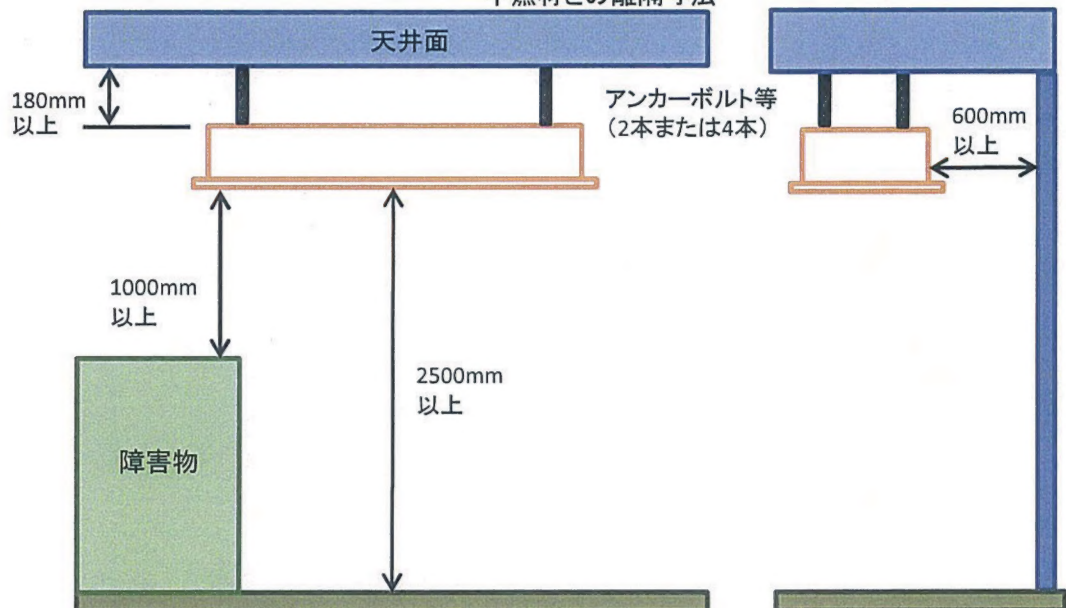 天井面
180mm
以上
アンカーボルト等
(2本または4本)
600mm
以上
1000mm
以上
2500mm
以上
障害物